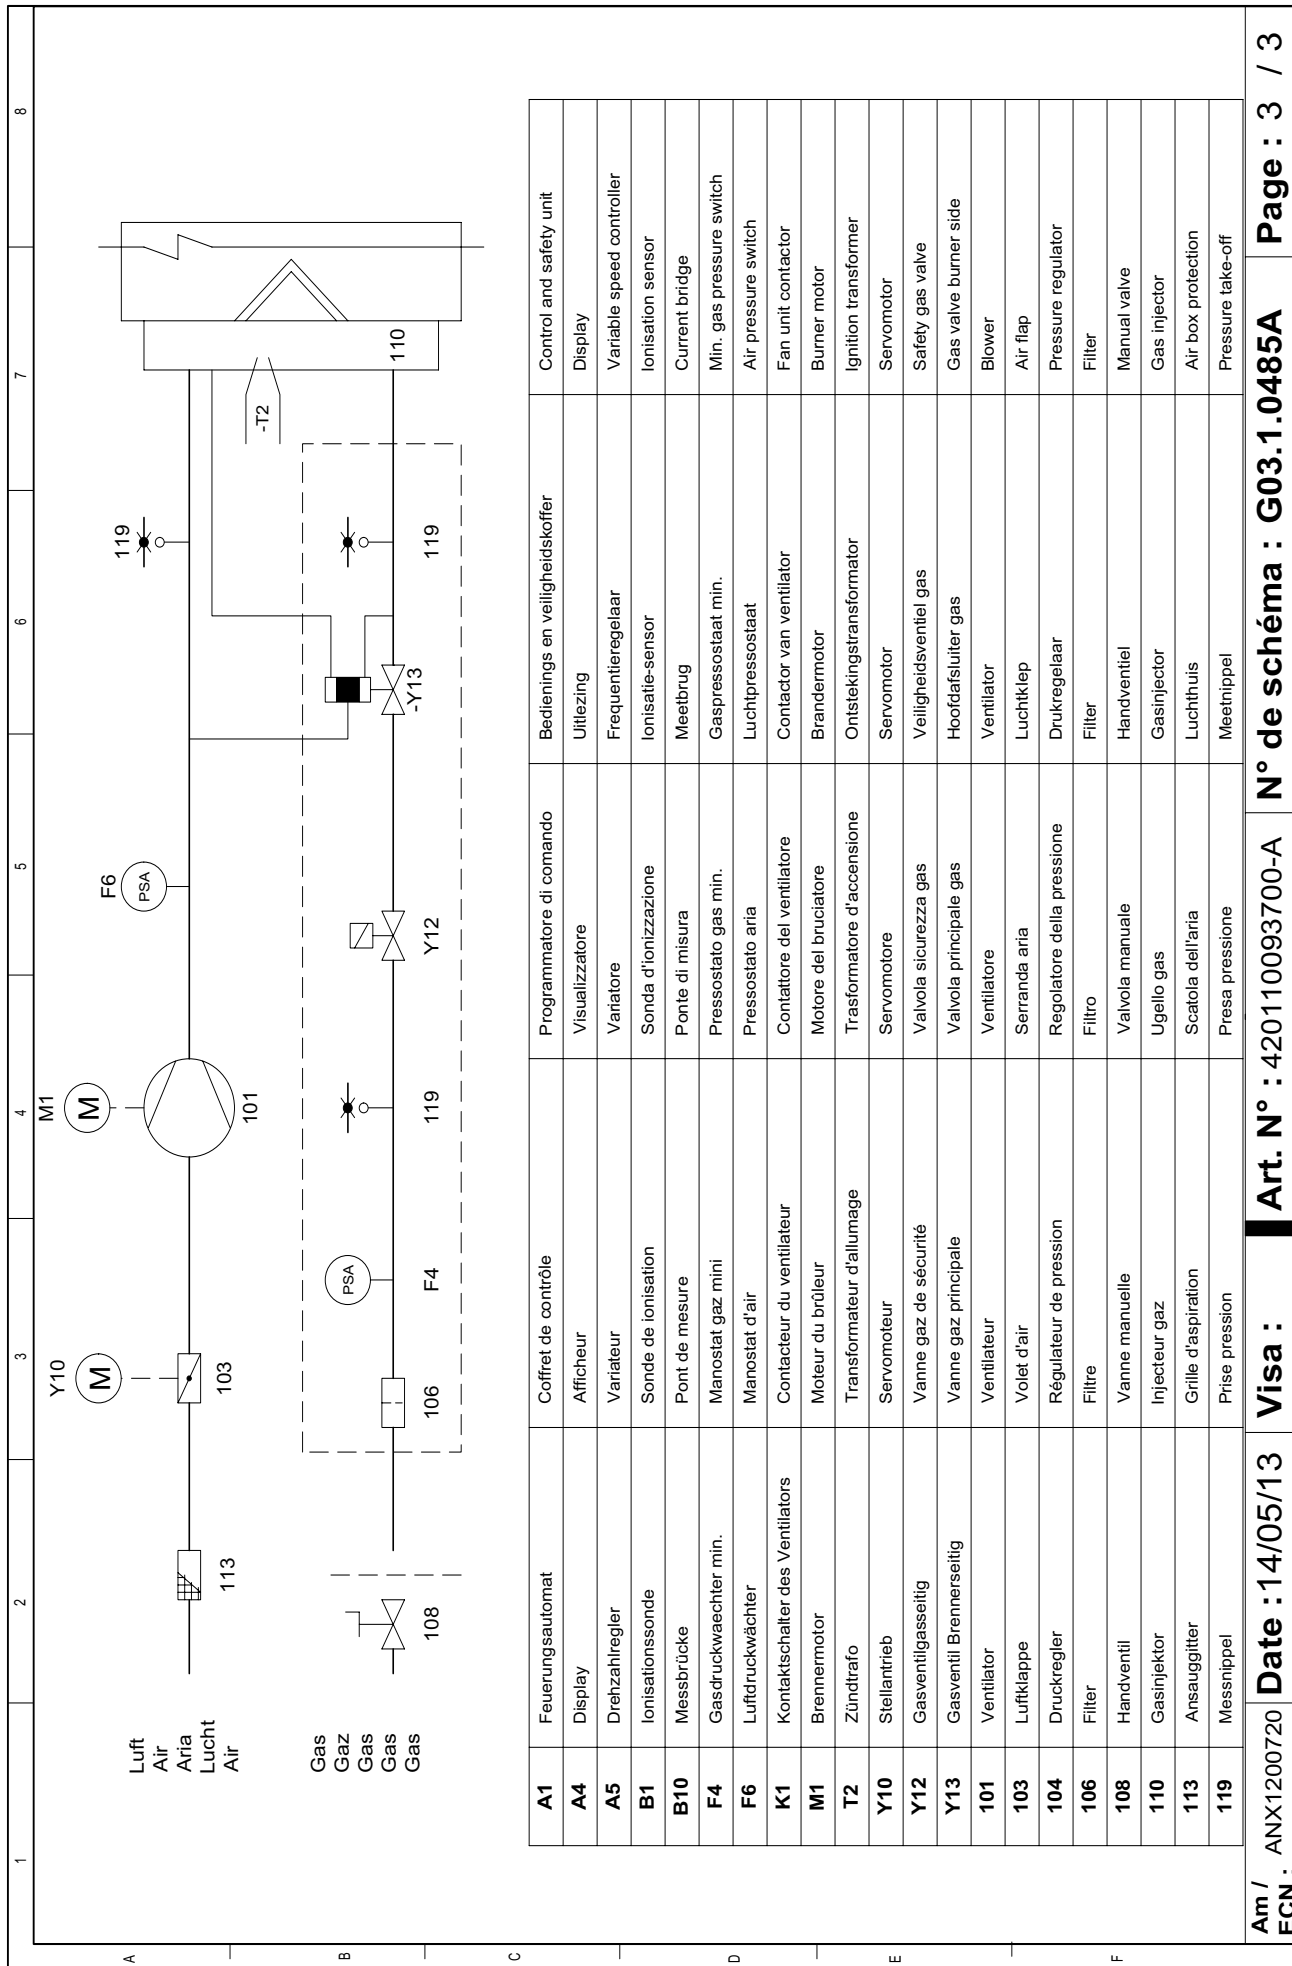 1 2 3 4 5 6 7 8
A
B
C
D
E
F
Luft
Air
Aria
Lucht
Air
Y10
M
M1
M
F6
PSA
119
113
103
101
-T2
110
Gas
Gaz
Gas
Gas
Gas
PSA
108
106
F4
119
Y12
-Y13
119
A1 Feuerungsautomat Coffret de contrôle Programmatore di comando Bedienings en veiligheidskoffer Control and safety unit
A4 Display Afficheur Visualizzatore Uitlezing Display
A5 Drehzahlregler Variateur Variatore Frequentieregelaar Variable speed controller
B1 Ionisationssonde Sonde de ionisation Sonda d'ionizzazione Ionisatie-sensor Ionisation sensor
B10 Messbrücke Pont de mesure Ponte di misura Meetbrug Current bridge
F4 Gasdruckwaechter min. Manostat gaz mini Pressostato gas min. Gaspressostaat min. Min. gas pressure switch
F6 Luftdruckwächter Manostat d'air Pressostato aria Luchtpressostaat Air pressure switch
K1 Kontaktschalter des Ventilators Contacteur du ventilateur Contattore del ventilatore Contactor van ventilator Fan unit contactor
M1 Brennermotor Moteur du brûleur Motore del bruciatore Brandermotor Burner motor
T2 Zündtrafo Transformateur d'allumage Trasformatore d'accensione Ontstekingstransformator Ignition transformer
Y10 Stellantrieb Servomoteur Servomotore Servomotor Servomotor
Y12 Gasventilgasseitig Vanne gaz de sécurité Valvola sicurezza gas Veiligheidsventiel gas Safety gas valve
Y13 Gasventil Brennerseitig Vanne gaz principale Valvola principale gas Hoofdafsluiter gas Gas valve burner side
101 Ventilator Ventilateur Ventilatore Ventilator Blower
103 Luftklappe Volet d'air Serranda aria Luchtklep Air flap
104 Druckregler Régulateur de pression Regolatore della pressione Drukregelaar Pressure regulator
106 Filter Filtre Filtro Filter Filter
108 Handventil Vanne manuelle Valvola manuale Handventiel Manual valve
110 Gasinjektor Injecteur gaz Ugello gas Gasinjector Gas injector
113 Ansauggitter Grille d'aspiration Scatola dell'aria Luchthuis Air box protection
119 Messnippel Prise pression Presa pressione Meetnippel Pressure take-off
Am / ECN : ANX1200720 Date :14/05/13 Visa : Art. N° : 420110093700-A N° de schéma : G03.1.0485A Page : 3 / 3